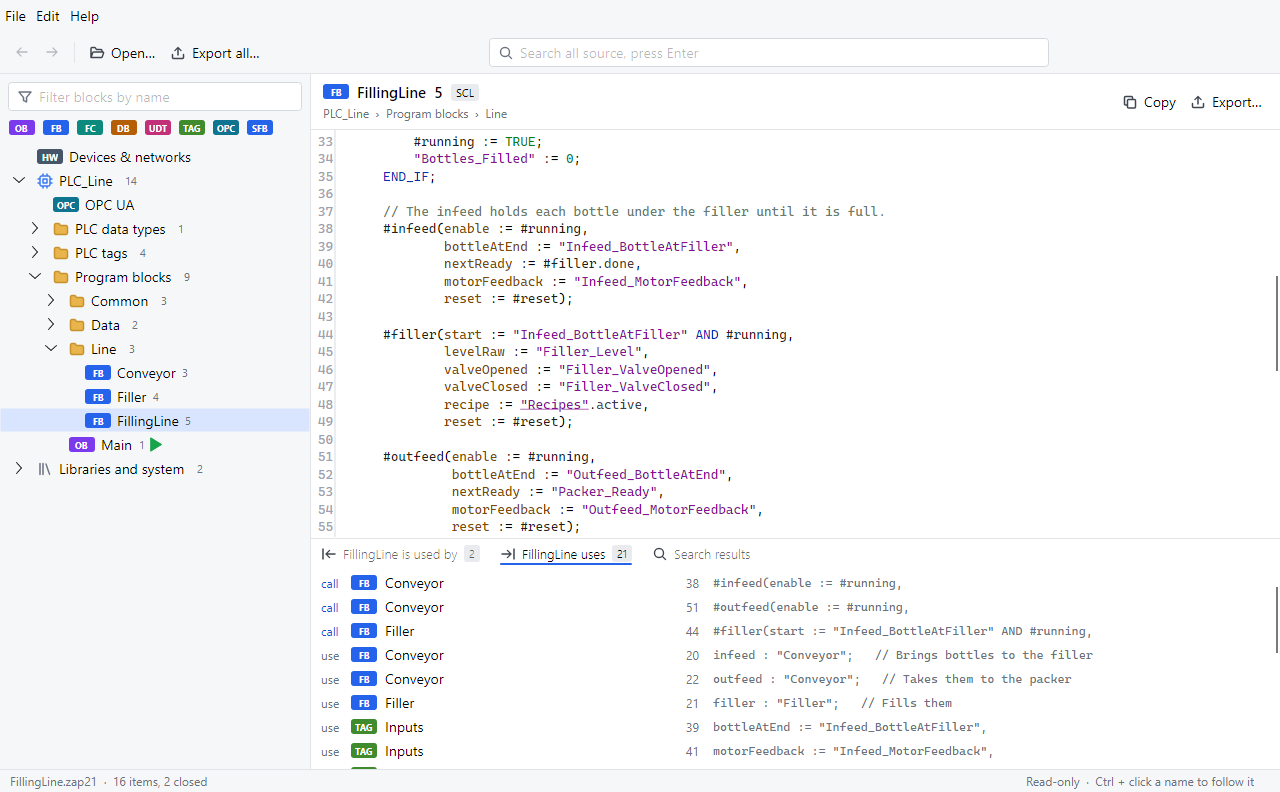 File Edit Help
Open... Export all... Search all source, press Enter
Filter blocks by name
OB FB FC DB UDT TAG OPC SFB
HW Devices & networks
PLC_Line 14
OPC OPC UA
PLC data types 1
PLC tags 4
Program blocks 9
Common 3
Data 2
Line 3
FB Conveyor 3
FB Filler 4
FB FillingLine 5
OB Main 1
Libraries and system 2
FB FillingLine 5 SCL
PLC_Line › Program blocks › Line
Copy Export...
33 #running := TRUE;
34 "Bottles_Filled" := 0;
35 END_IF;
36
37 // The infeed holds each bottle under the filler until it is full.
38 #infeed(enable := #running,
39 bottleAtEnd := "Infeed_BottleAtFiller",
40 nextReady := #filler.done,
41 motorFeedback := "Infeed_MotorFeedback",
42 reset := #reset);
43
44 #filler(start := "Infeed_BottleAtFiller" AND #running,
45 levelRaw := "Filler_Level",
46 valveOpened := "Filler_ValveOpened",
47 valveClosed := "Filler_ValveClosed",
48 recipe := "Recipes".active,
49 reset := #reset);
50
51 #outfeed(enable := #running,
52 bottleAtEnd := "Outfeed_BottleAtEnd",
53 nextReady := "Packer_Ready",
54 motorFeedback := "Outfeed_MotorFeedback",
55 reset := #reset);
FillingLine is used by 2 FillingLine uses 21 Search results
call FB Conveyor 38 #infeed(enable := #running,
call FB Conveyor 51 #outfeed(enable := #running,
call FB Filler 44 #filler(start := "Infeed_BottleAtFiller" AND #running,
use FB Conveyor 20 infeed : "Conveyor"; // Brings bottles to the filler
use FB Conveyor 22 outfeed : "Conveyor"; // Takes them to the packer
use FB Filler 21 filler : "Filler"; // Fills them
use TAG Inputs 39 bottleAtEnd := "Infeed_BottleAtFiller",
use TAG Inputs 41 motorFeedback := "Infeed_MotorFeedback",
FillingLine.zap21 · 16 items, 2 closed
Read-only · Ctrl + click a name to follow it